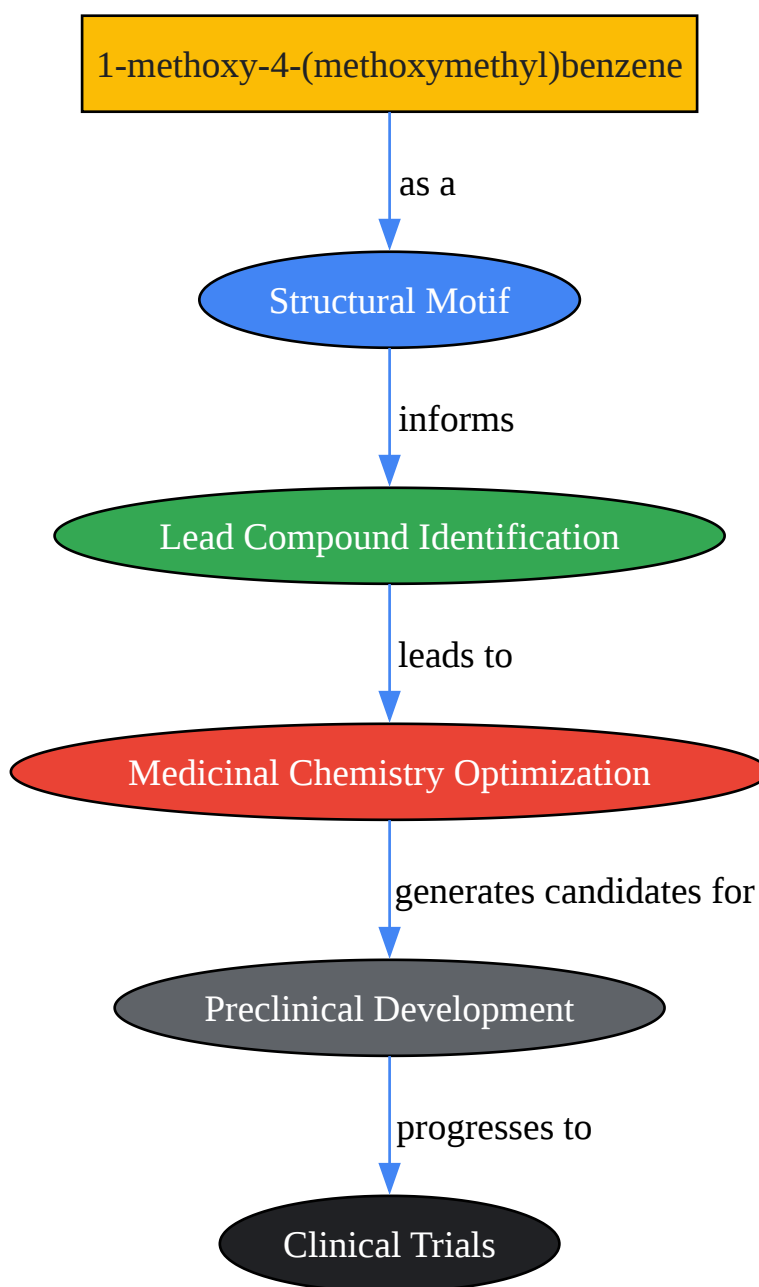 1-methoxy-4-(methoxymethyl)benzene
as a
Structural Motif
informs
Lead Compound Identification
leads to
Medicinal Chemistry Optimization
generates candidates for
Preclinical Development
progresses to
Clinical Trials